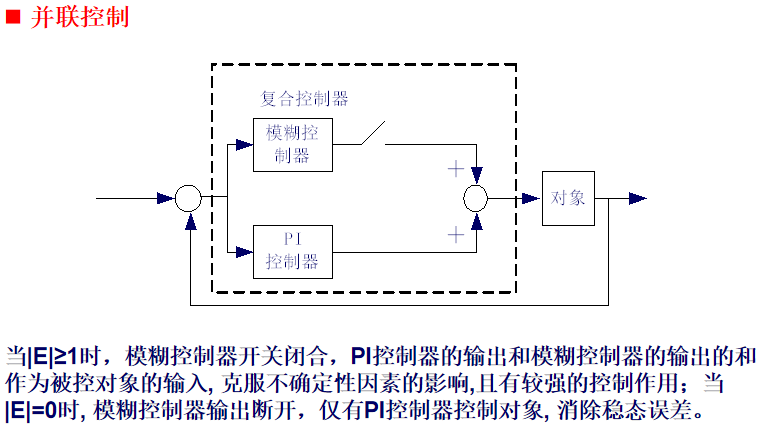 并联控制
复合控制器
模糊控
制器
+
对象
+
PI
控制器
当|E|≥1时，模糊控制器开关闭合，PI控制器的输出和模糊控制器的输出的和
作为被控对象的输入, 克服不确定性因素的影响,且有较强的控制作用；当
|E|=0时, 模糊控制器输出断开，仅有PI控制器控制对象, 消除稳态误差。